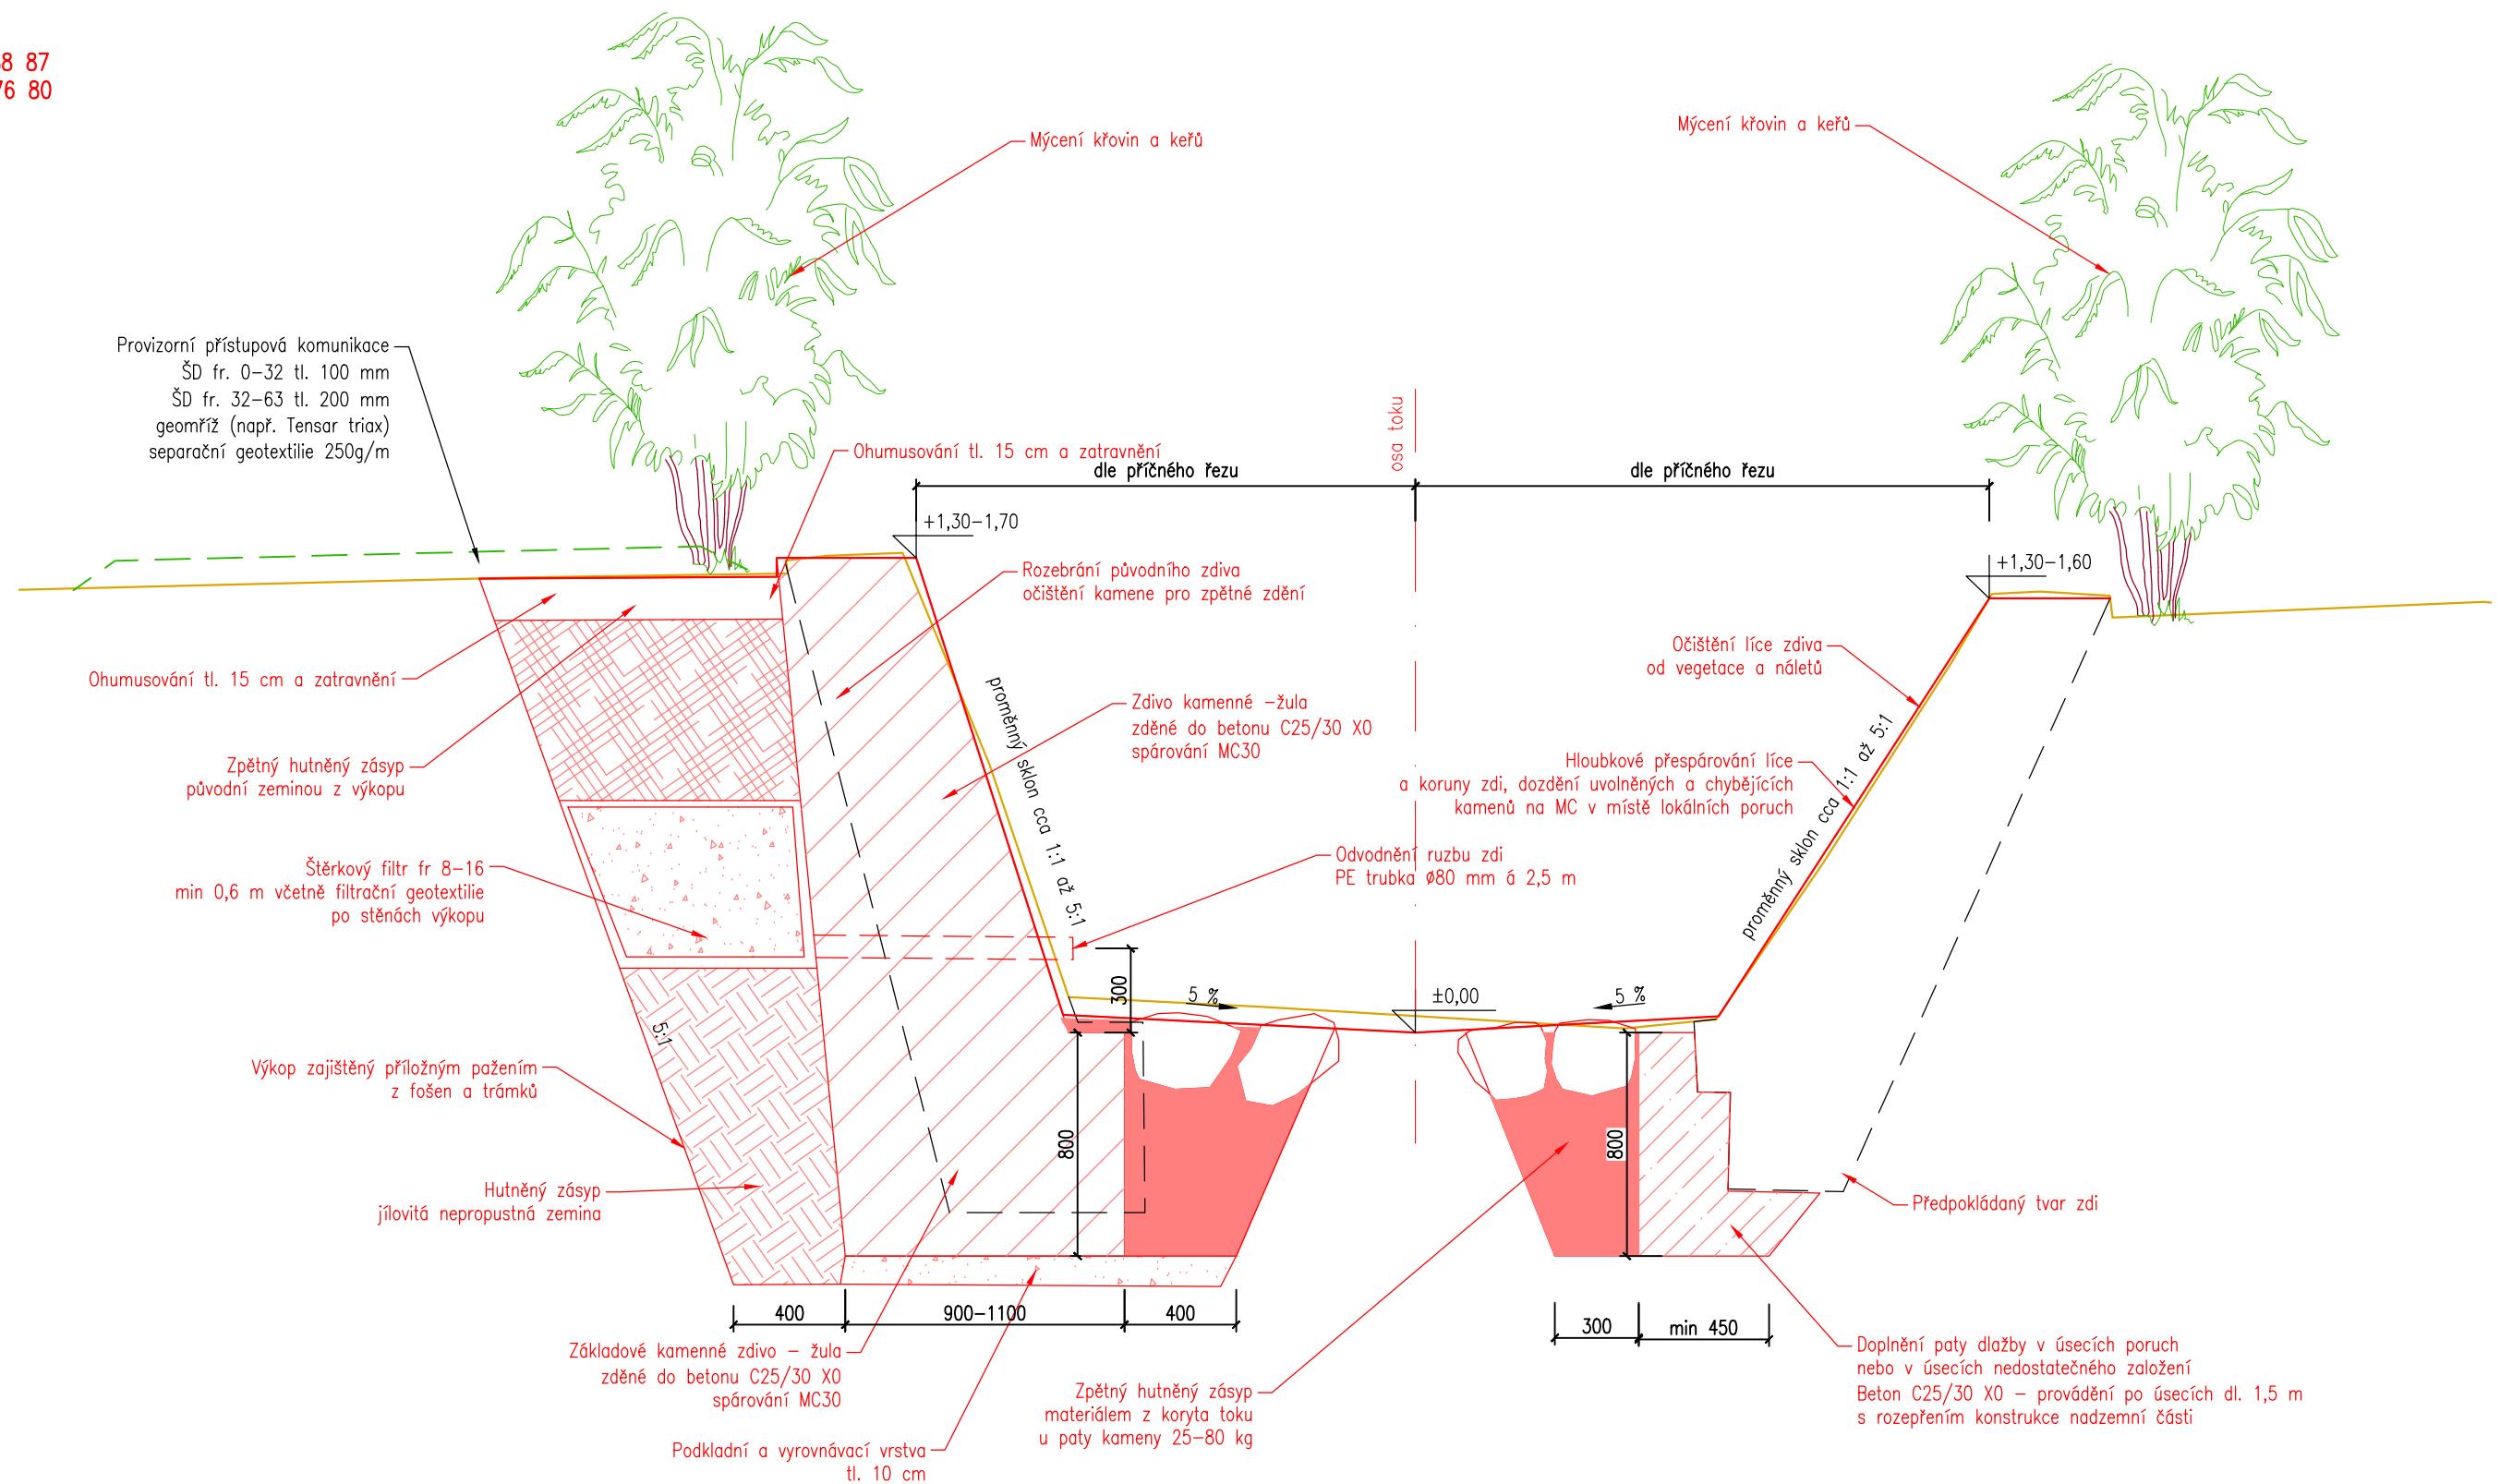 8 87
76 80
Mýcení křovin a keřů
Mýcení křovin a keřů
Provizorní přístupová komunikace
ŠD fr. 0-32 tl. 100 mm
ŠD fr. 32-63 tl. 200 mm
geomříž (např. Tensar triax)
separační geotextilie 250g/m
Ohumusování tl. 15 cm a zatravnění
osa toku
dle příčného řezu
dle příčného řezu
+1,30-1,70
+1,30-1,60
Rozebrání původního zdiva
očištění kamene pro zpětné zdění
Očištění líce zdiva
od vegetace a náletů
Ohumusování tl. 15 cm a zatravnění
Zdivo kamenné -žula
zděné do betonu C25/30 X0
spárování MC30
proměnný sklon cca 1:1 až 5:1
proměnný sklon cca 1:1 až 5:1
Zpětný hutněný zásyp
původní zeminou z výkopu
Hloubkové přespárování líce
a koruny zdi, dozdění uvolněných a chybějících
kamenů na MC v místě lokálních poruch
Štěrkový filtr fr 8-16
min 0,6 m včetně filtrační geotextilie
po stěnách výkopu
Odvodnění ruzbu zdi
PE trubka Ø80 mm á 2,5 m
300
5 %
±0,00
5 %
5:1
Výkop zajištěný příložným pažením
z fošen a trámků
800
800
Hutněný zásyp
jílovitá nepropustná zemina
Předpokládaný tvar zdi
400
900-1100
400
300
min 450
Základové kamenné zdivo - žula
zděné do betonu C25/30 X0
spárování MC30
Doplnění paty dlažby v úsecích poruch
nebo v úsecích nedostatečného založení
Beton C25/30 X0 - provádění po úsecích dl. 1,5 m
s rozepřením konstrukce nadzemní části
Zpětný hutněný zásyp
materiálem z koryta toku
u paty kameny 25-80 kg
Podkladní a vyrovnávací vrstva
tl. 10 cm